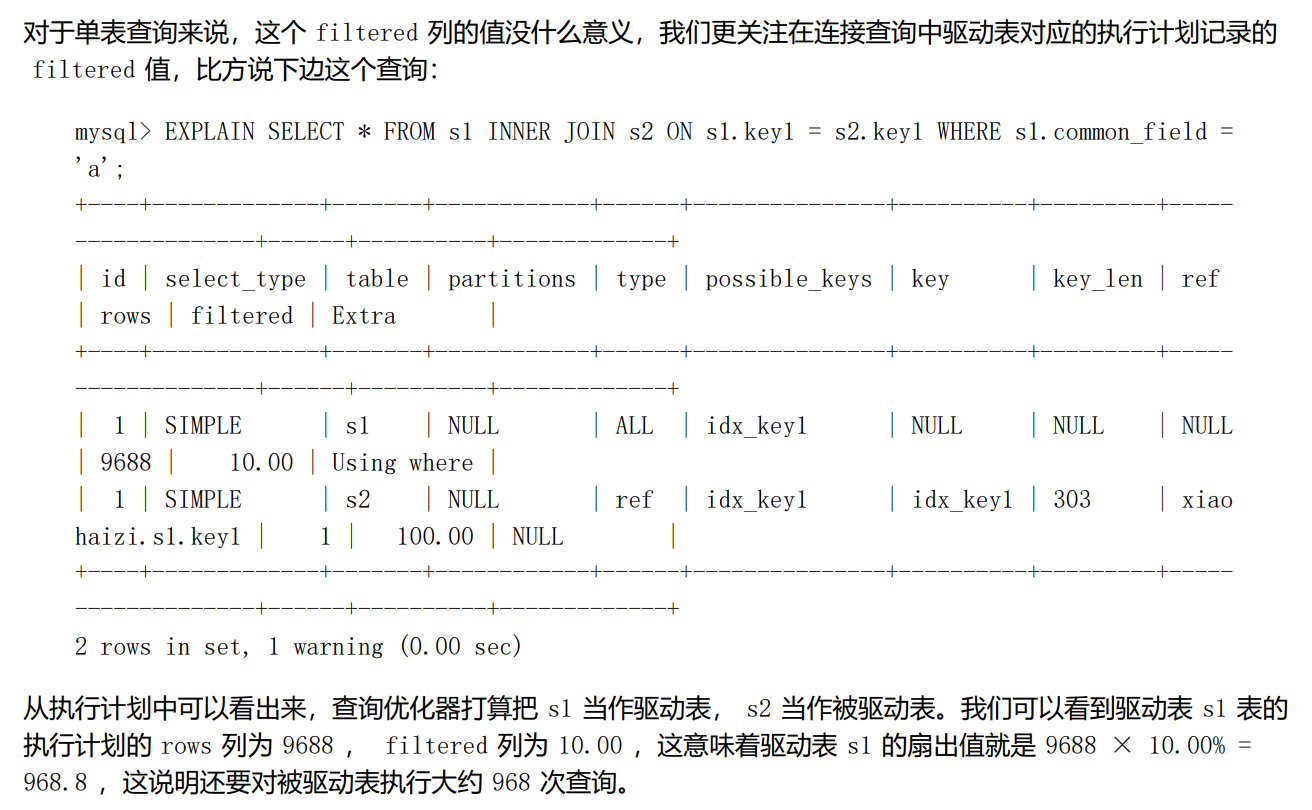 对于单表查询来说，这个 filtered 列的值没什么意义，我们更关注在连接查询中驱动表对应的执行计划记录的
filtered 值，比方说下边这个查询：
mysql> EXPLAIN SELECT * FROM s1 INNER JOIN s2 ON s1.key1 = s2.key1 WHERE s1.common_field =
'a';
+----+-------------+-------+------------+------+---------------+----------+---------+-----
--------------+------+----------+-------------+
| id | select_type | table | partitions | type | possible_keys | key      | key_len | ref
| rows | filtered | Extra       |
+----+-------------+-------+------------+------+---------------+----------+---------+-----
--------------+------+----------+-------------+
|  1 | SIMPLE      | s1    | NULL       | ALL  | idx_key1      | NULL     | NULL    | NULL
| 9688 |    10.00 | Using where |
|  1 | SIMPLE      | s2    | NULL       | ref  | idx_key1      | idx_key1 | 303     | xiao
haizi.s1.key1 |    1 |   100.00 | NULL        |
+----+-------------+-------+------------+------+---------------+----------+---------+-----
--------------+------+----------+-------------+
2 rows in set, 1 warning (0.00 sec)
从执行计划中可以看出来，查询优化器打算把 s1 当作驱动表， s2 当作被驱动表。我们可以看到驱动表 s1 表的
执行计划的 rows 列为 9688 ， filtered 列为 10.00 ，这意味着驱动表 s1 的扇出值就是 9688 × 10.00% =
968.8 ，这说明还要对被驱动表执行大约 968 次查询。